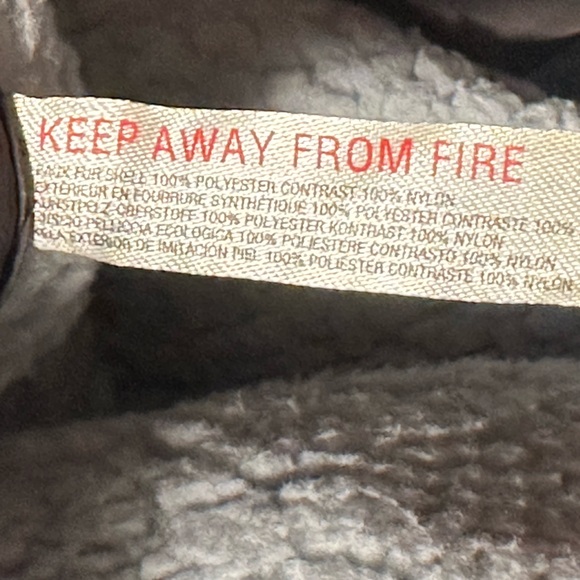 KEEP AWAY FROM FIRE
FAUX FUR SHELL 100% POLYESTER CONTRAST 100% NYLON
EXTÉRIEUR EN FOURRURE SYNTHÉTIQUE 100% POLYESTER CONTRASTE 100%
KUNSTPELZ-OBERSTOFF 100% POLYESTER KONTRAST 100% NYLON
PELLICCIA ECOLOGICA 100% POLIESTERE CONTRASTO 100% NYLON
TELA EXTERIOR DE IMITACIÓN PIEL 100% POLIÉSTER CONTRASTE 100% NYLON